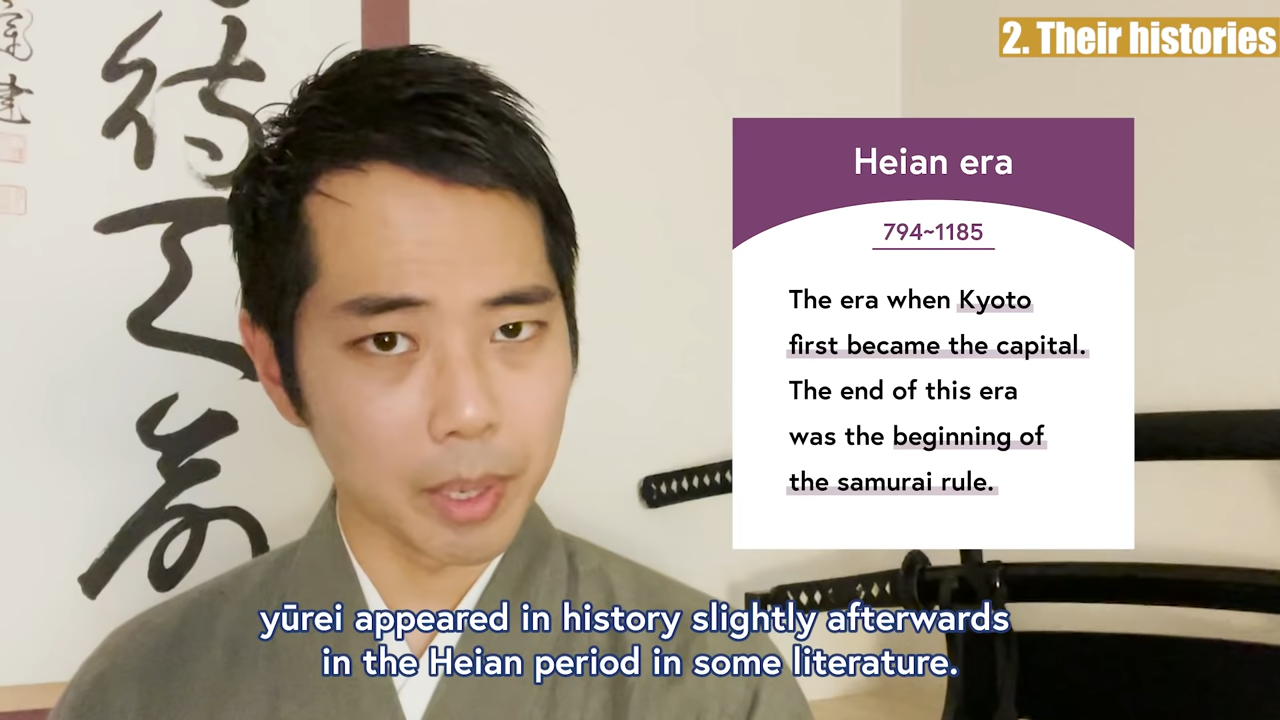 2. Their histories
Heian era
794~1185
The era when Kyoto
first became the capital.
The end of this era
was the beginning of
the samurai rule.
yūrei appeared in history slightly afterwards
in the Heian period in some literature.